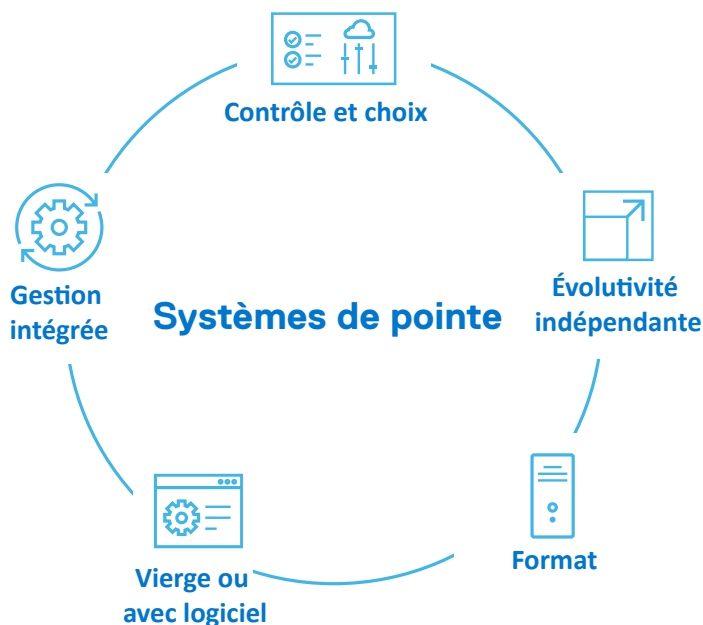 Contrôle et choix
Évolutivité
indépendante
Gestion
intégrée
Systèmes de pointe
Format
Vierge ou
avec logiciel